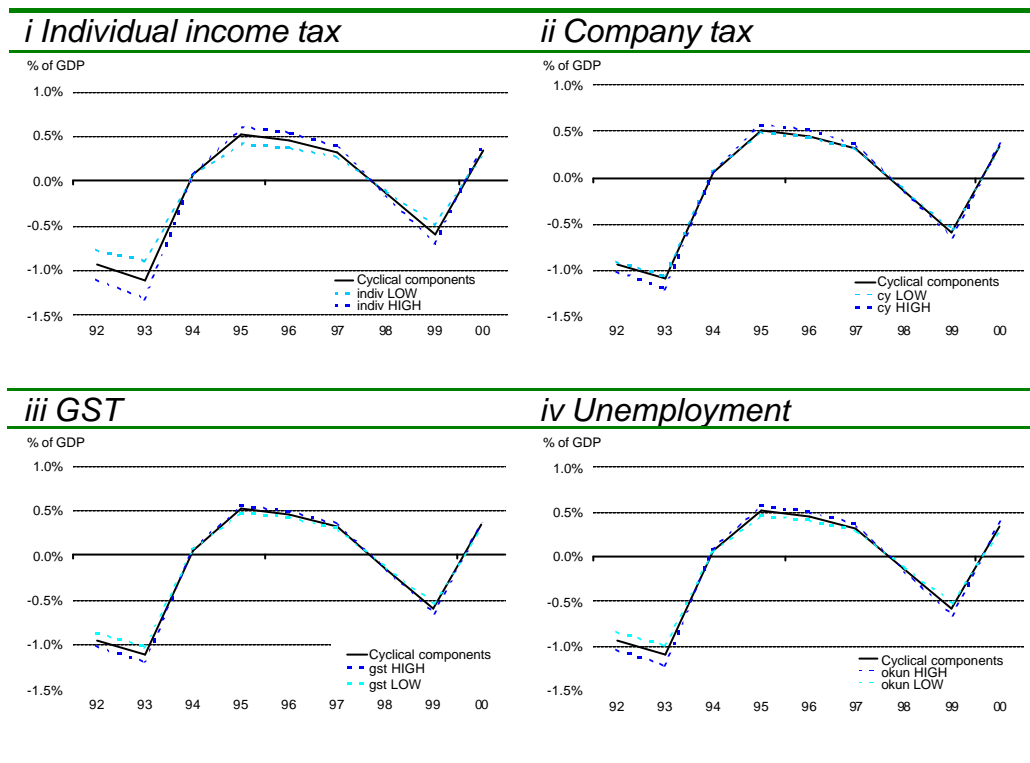 i Individual income tax
% of GDP
1.0%
0.5%
0.0%
-0.5%
-1.0%
-1.5%
Cyclical components
indiv LOW
indiv HIGH
92 93 94 95 96 97 98 99 00
ii Company tax
% of GDP
1.0%
0.5%
0.0%
-0.5%
-1.0%
-1.5%
Cyclical components
cy LOW
cy HIGH
92 93 94 95 96 97 98 99 00
iii GST
% of GDP
1.0%
0.5%
0.0%
-0.5%
-1.0%
-1.5%
Cyclical components
gst HIGH
gst LOW
92 93 94 95 96 97 98 99 00
iv Unemployment
% of GDP
1.0%
0.5%
0.0%
-0.5%
-1.0%
-1.5%
Cyclical components
okun HIGH
okun LOW
92 93 94 95 96 97 98 99 00